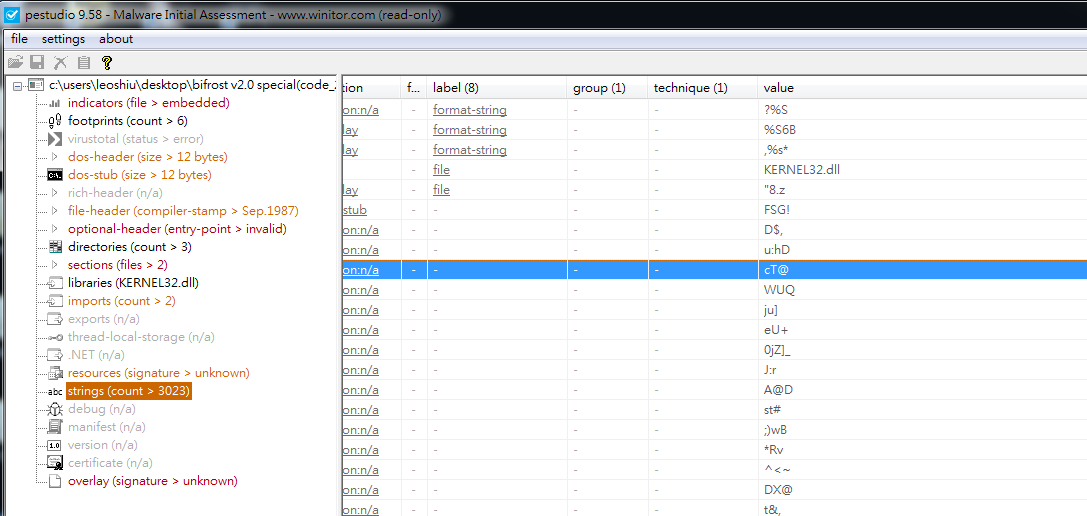 pestudio 9.58 - Malware Initial Assessment - www.winitor.com (read-only)
file settings about
c:\users\leoshiu\desktop\bifrost v2.0 special(code_
indicators (file > embedded)
footprints (count > 6)
virustotal (status > error)
dos-header (size > 12 bytes)
dos-stub (size > 12 bytes)
rich-header (n/a)
file-header (compiler-stamp > Sep.1987)
optional-header (entry-point > invalid)
directories (count > 3)
sections (files > 2)
libraries (KERNEL32.dll)
imports (count > 2)
exports (n/a)
thread-local-storage (n/a)
.NET (n/a)
resources (signature > unknown)
abc strings (count > 3023)
debug (n/a)
manifest (n/a)
1.0 version (n/a)
certificate (n/a)
overlay (signature > unknown)
tion f... label (8) group (1) technique (1) value
on:n/a - format-string - - ?%S
lay - format-string - - %S6B
lay - format-string - - ,%s*
file - - KERNEL32.dll
lay - file - - "8.z
stub - - - - FSG!
on:n/a - - - - D$,
on:n/a - - - - u:hD
on:n/a - - - - cT@
on:n/a - - - - WUQ
on:n/a - - - - ju]
on:n/a - - - - eU+
on:n/a - - - - 0jZ]_
on:n/a - - - - J:r
on:n/a - - - - A@D
on:n/a - - - - st#
on:n/a - - - - ;)wB
on:n/a - - - - *Rv
on:n/a - - - - ^<~
on:n/a - - - - DX@
on:n/a - - - - t&,